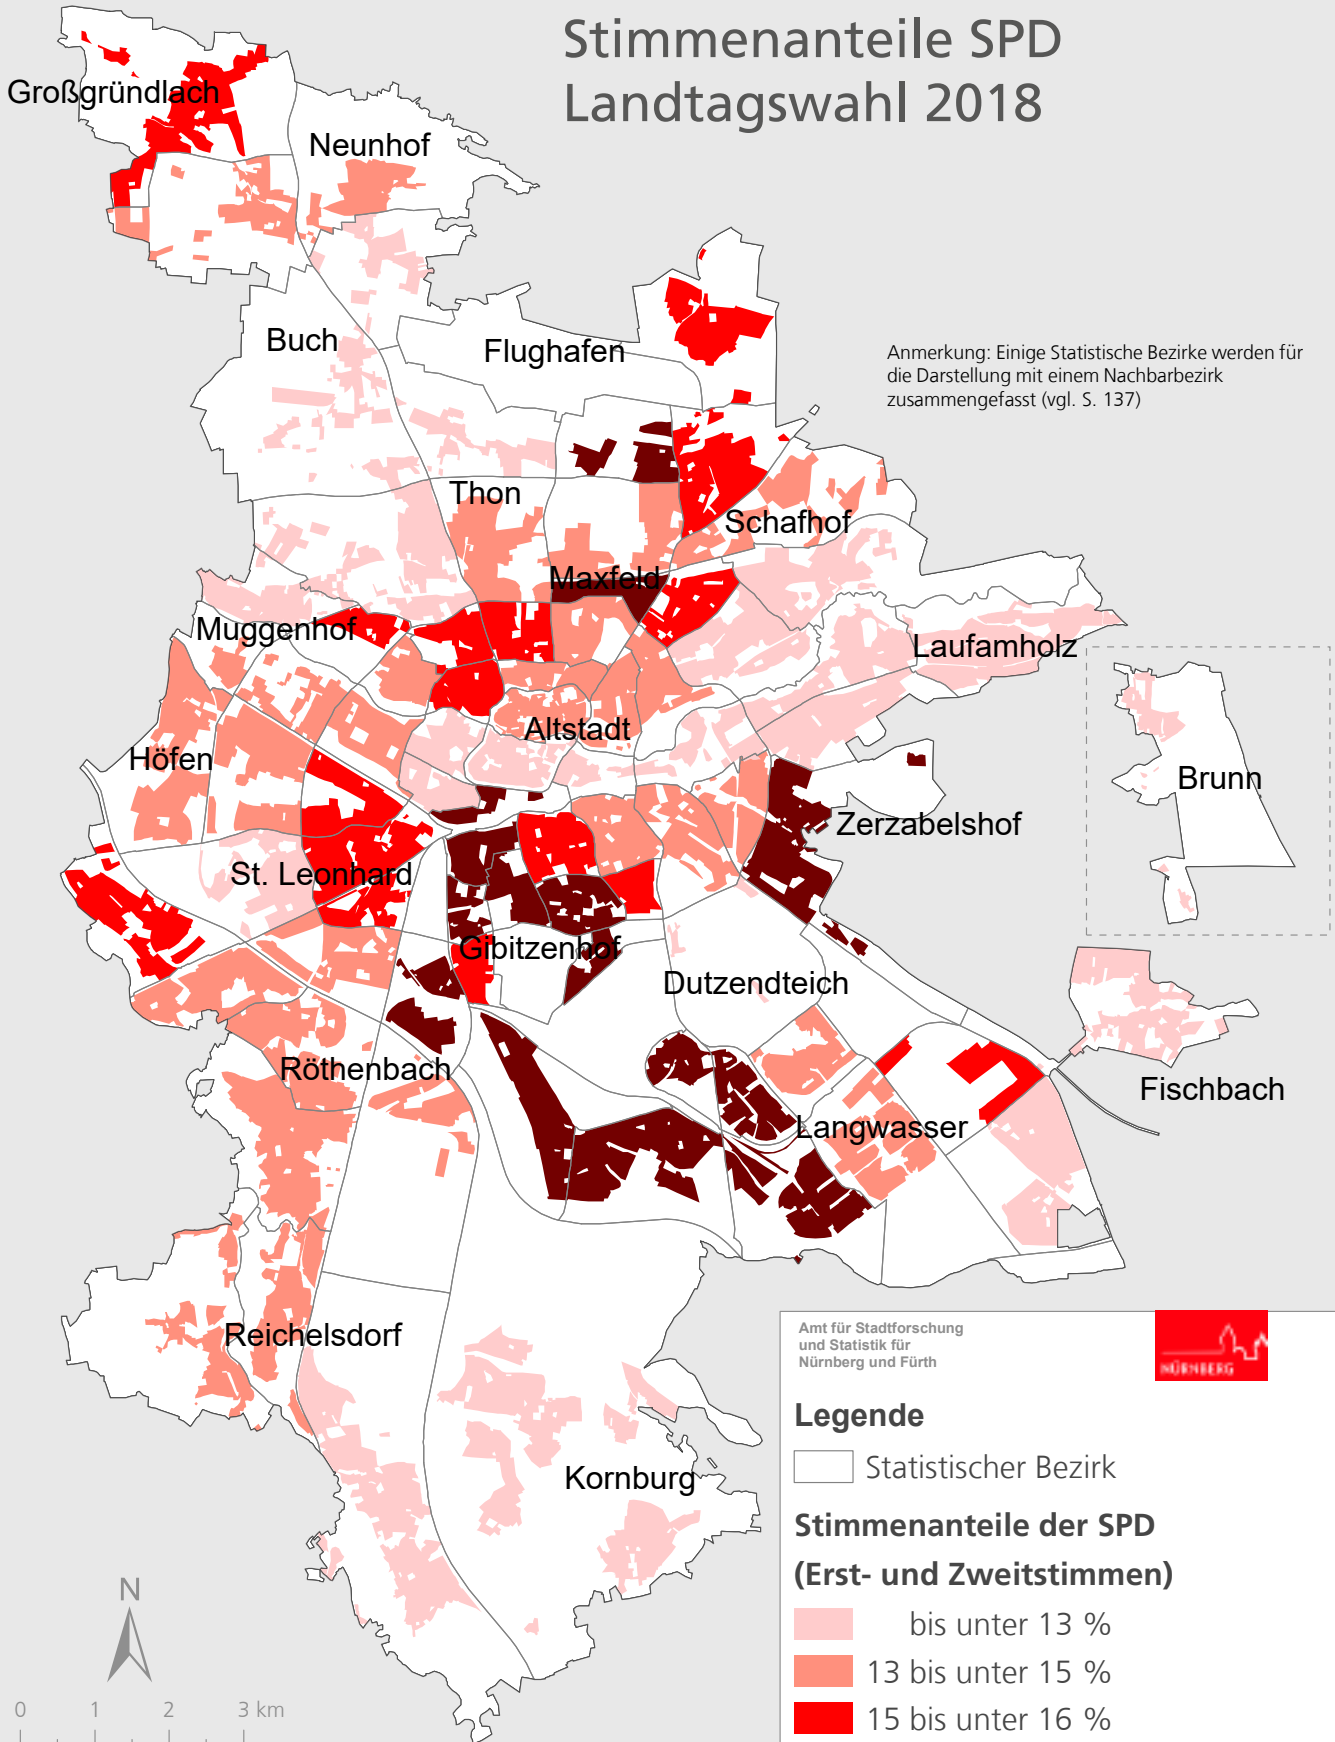 Stimmenanteile SPD
Landtagswahl 2018
Großgründlach
Neunhof
Buch
Flughafen
Anmerkung: Einige Statistische Bezirke werden für
die Darstellung mit einem Nachbarbezirk
zusammengefasst (vgl. S. 137)
Thon
Schafhof
Maxfeld
Muggenhof
Laufamholz
Altstadt
Höfen
Brunn
Zerzabelshof
St. Leonhard
Gibitzenhof
Dutzendteich
Röthenbach
Fischbach
Langwasser
Reichelsdorf
Kornburg
Amt für Stadtforschung
und Statistik für
Nürnberg und Fürth
NÜRNBERG
Legende
Statistischer Bezirk
Stimmenanteile der SPD
(Erst- und Zweitstimmen)
bis unter 13 %
13 bis unter 15 %
15 bis unter 16 %
N
0 1 2 3 km